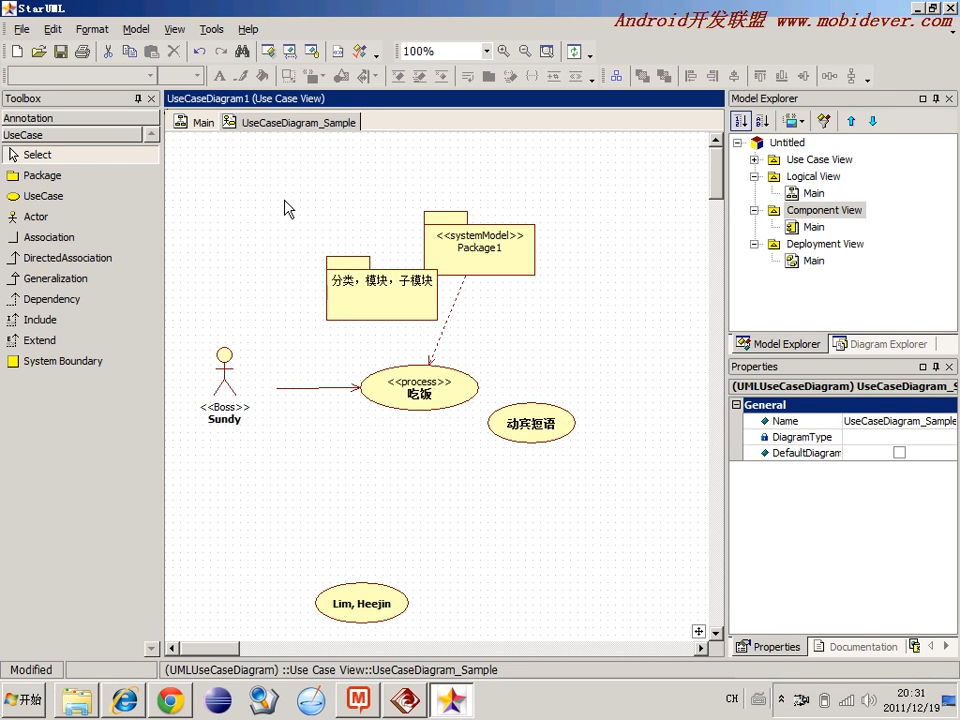 StarUML
Android开发联盟 www.mobidever.com
File Edit Format Model View Tools Help
100%
Toolbox
UseCaseDiagram1 (Use Case View)
Model Explorer
Annotation
UseCase
Select
Package
UseCase
Actor
Association
DirectedAssociation
Generalization
Dependency
Include
Extend
System Boundary
Main UseCaseDiagram_Sample
<<systemModel>>
Package1
分类，模块，子模块
<<process>>
吃饭
<<Boss>>
Sundy
动宾短语
Lim, Heejin
Untitled
Use Case View
Logical View
Main
Component View
Main
Deployment View
Main
Model Explorer Diagram Explorer
Properties
(UMLUseCaseDiagram) UseCaseDiagram_S
General
Name UseCaseDiagram_Sample
DiagramType
DefaultDiagram
Properties Documentation
Modified
(UMLUseCaseDiagram) ::Use Case View::UseCaseDiagram_Sample
开始
CH
20:31
2011/12/19